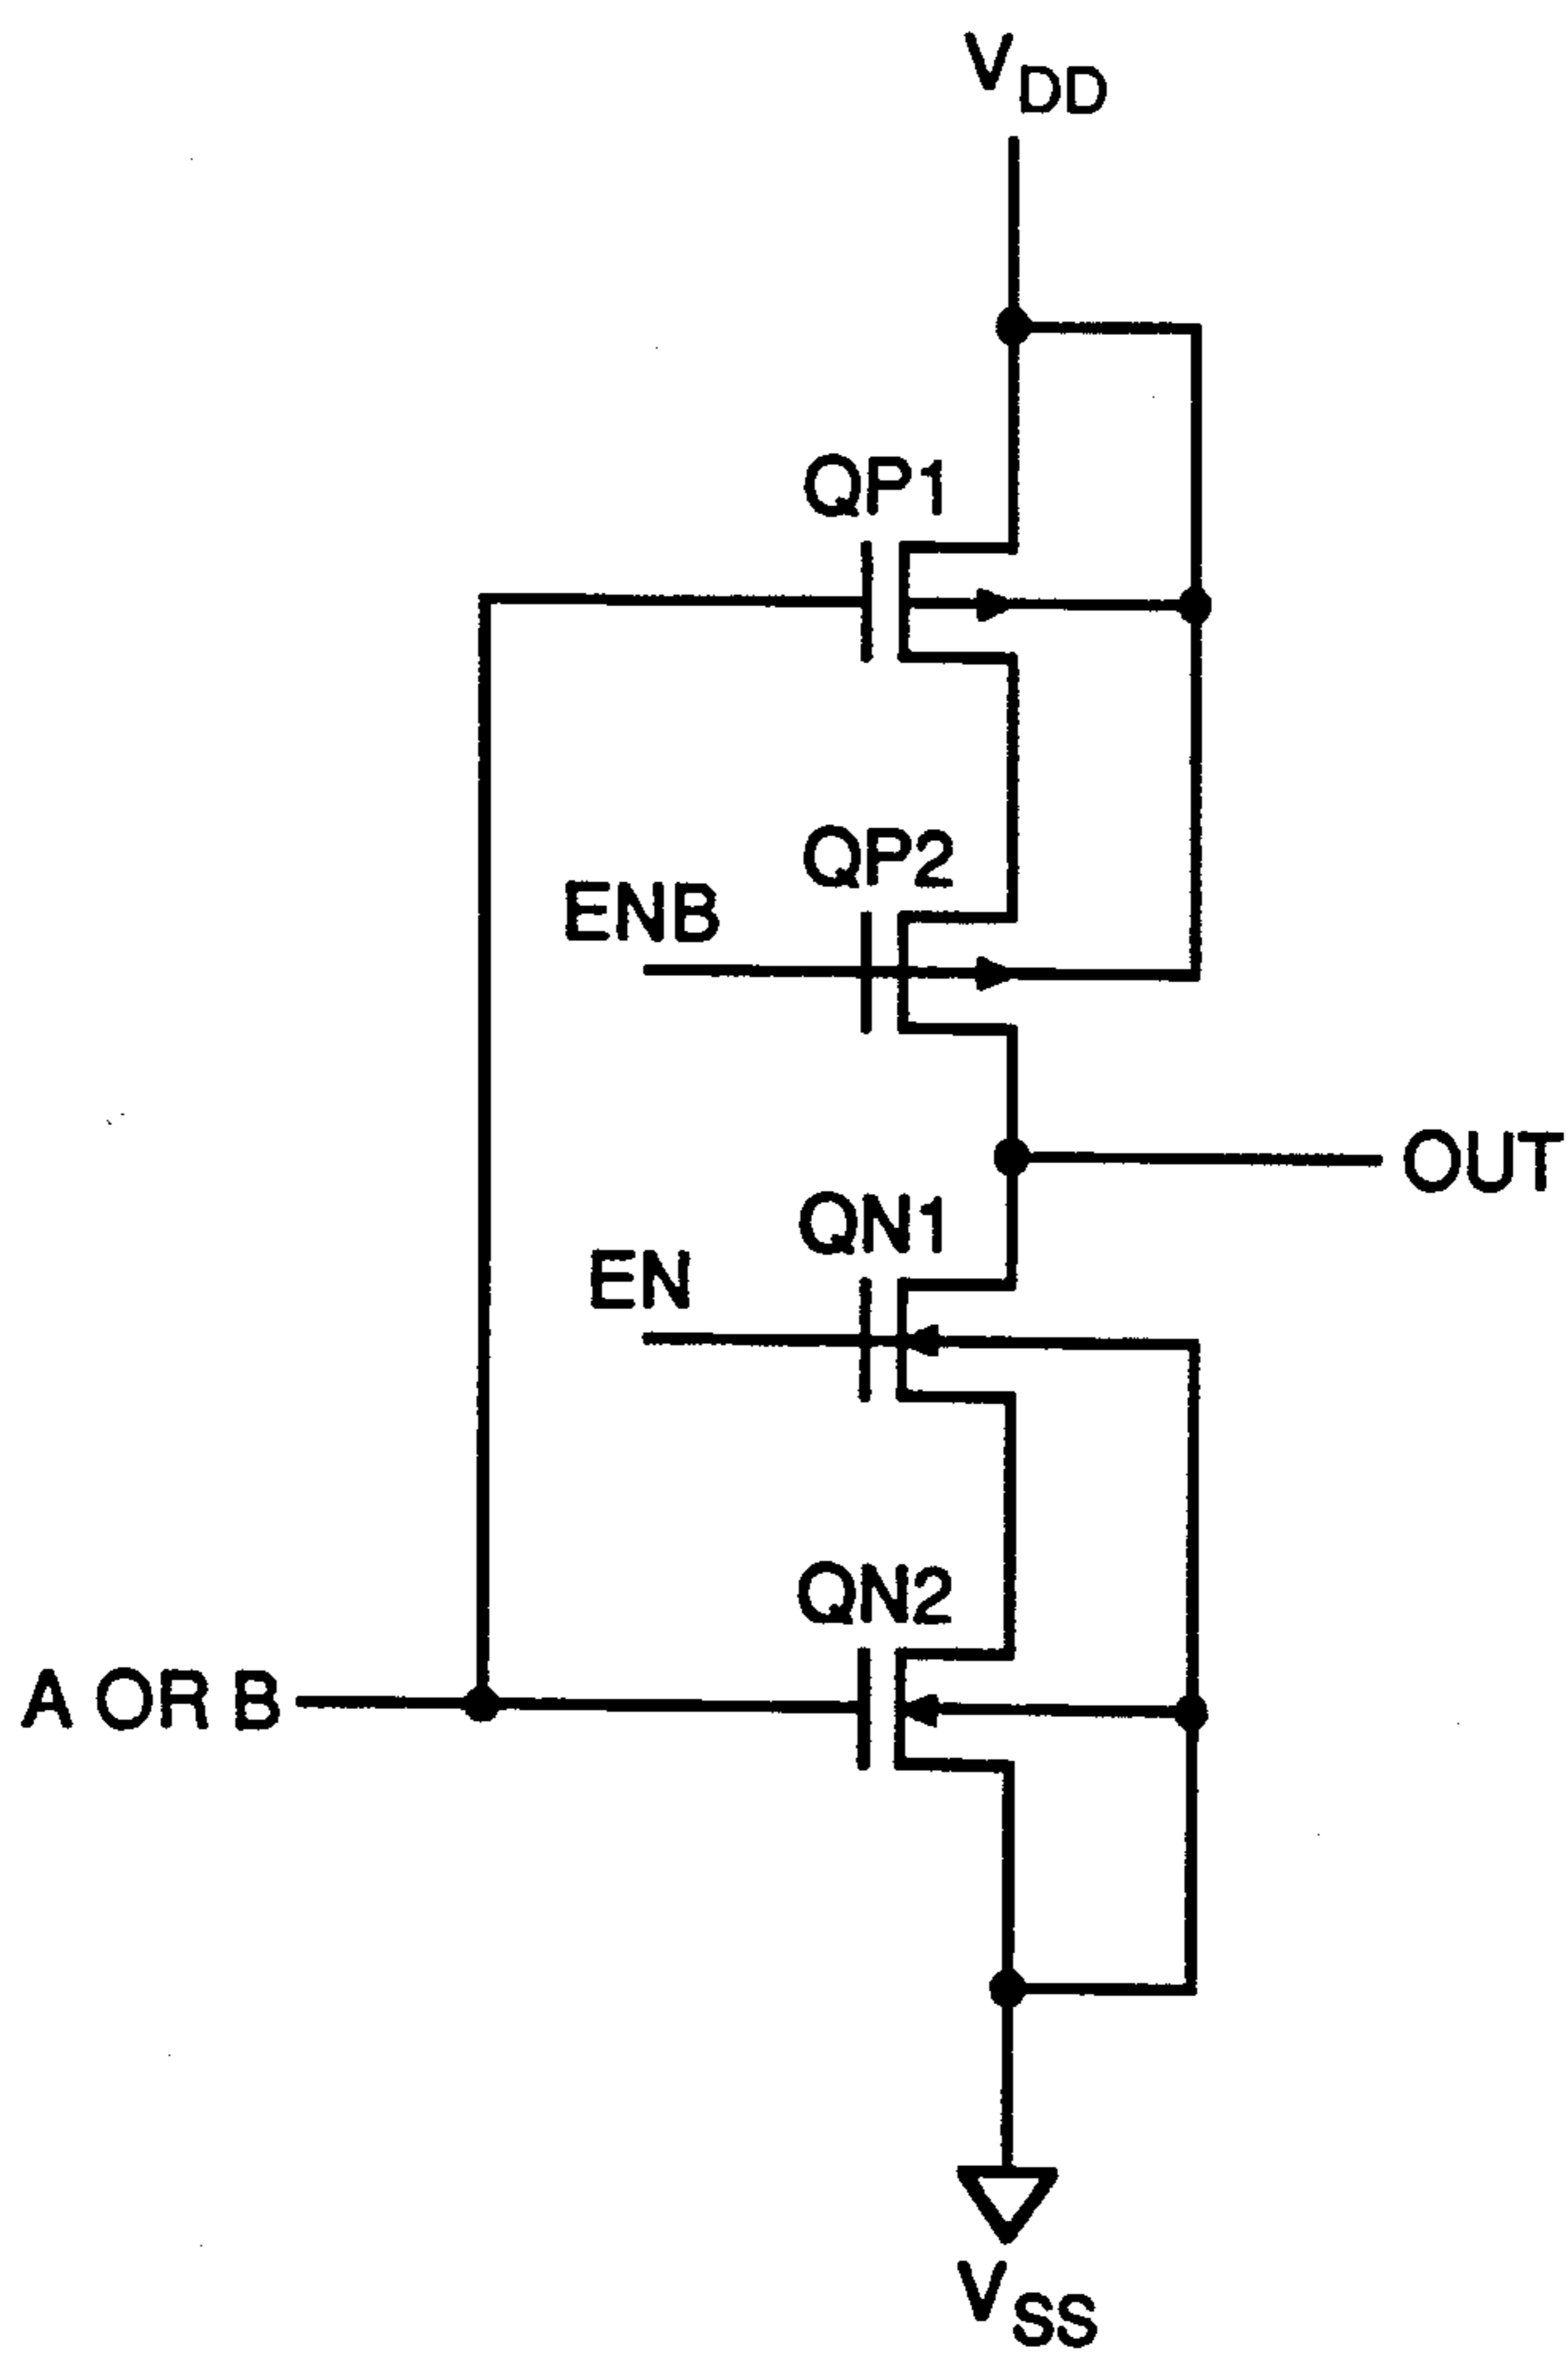 VDD
QP1
QP2
ENB
OUT
QN1
EN
QN2
A OR B
VSS